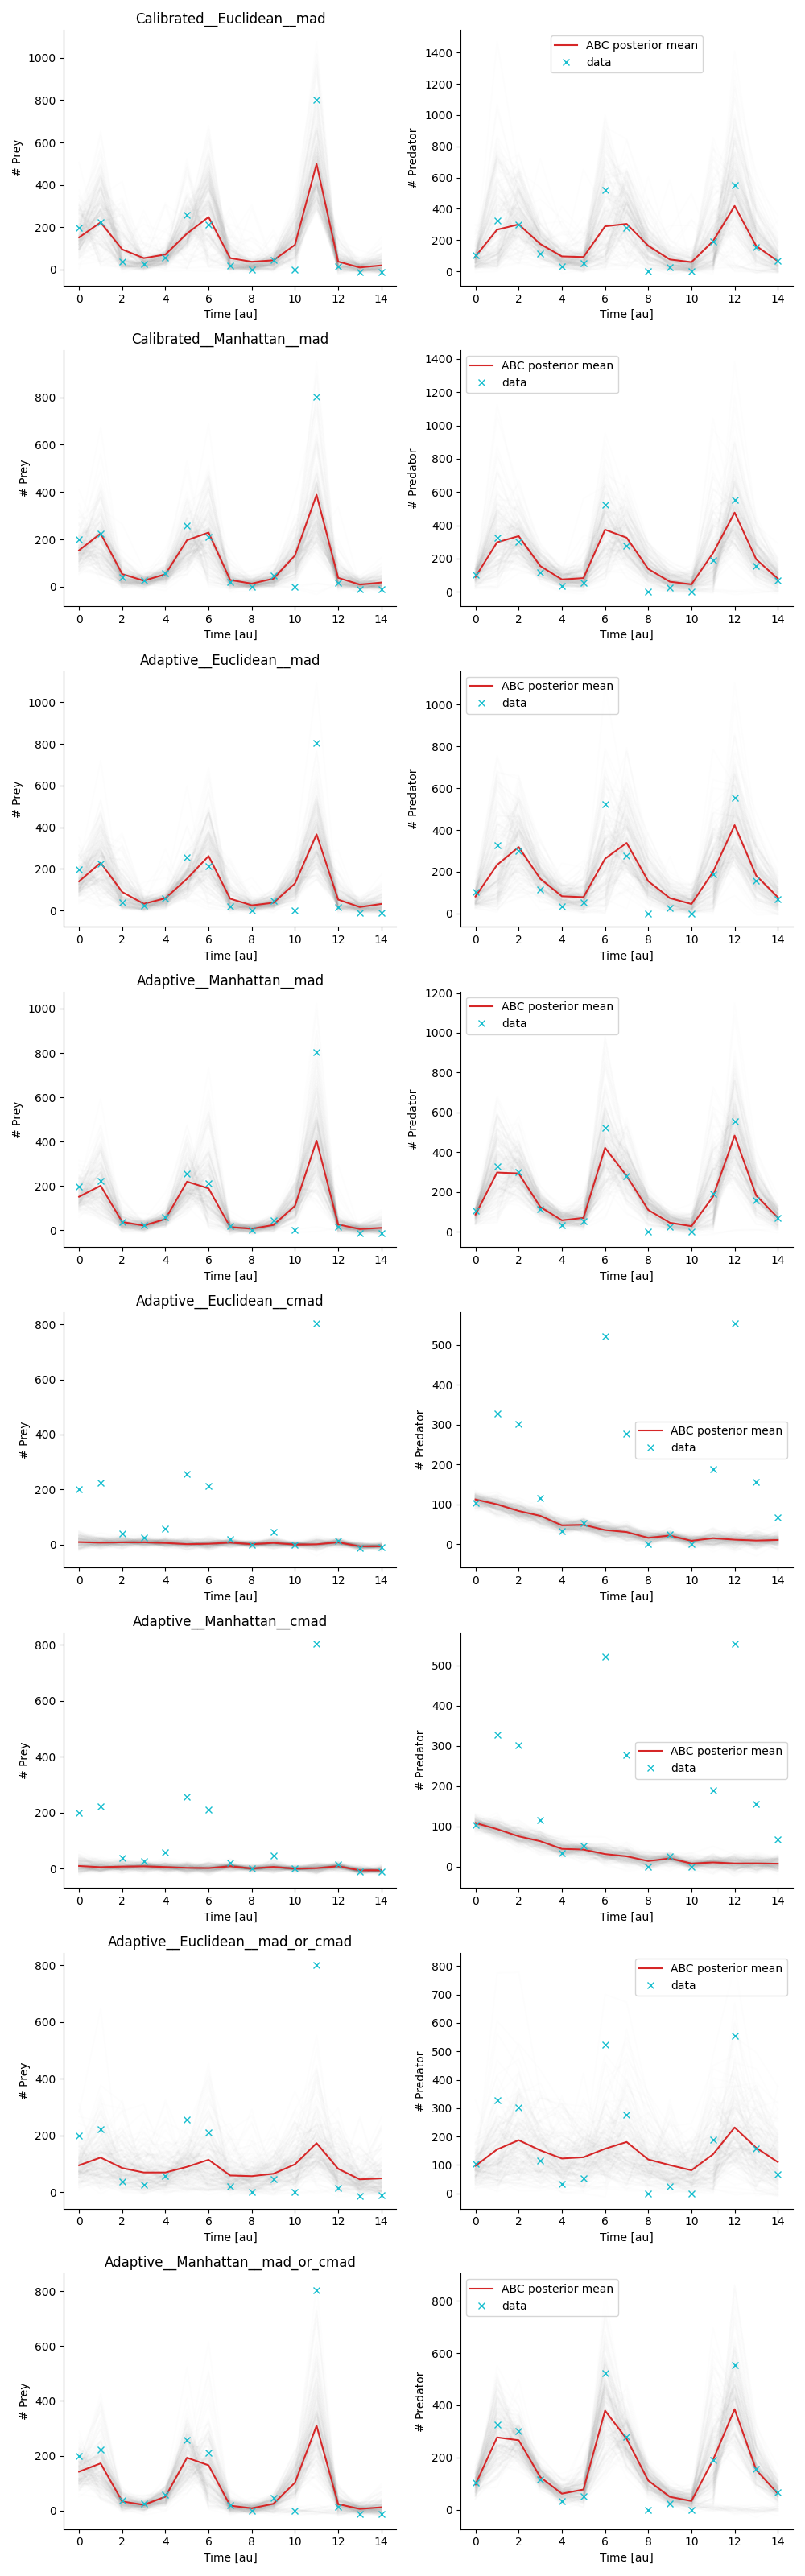 Calibrated__Euclidean__mad
ABC posterior mean
data
# Prey
1000
800
600
400
200
0
# Predator
1400
1200
1000
800
600
400
200
0
0 2 4 6 8 10 12 14
0 2 4 6 8 10 12 14
Time [au]
Time [au]
Calibrated__Manhattan__mad
ABC posterior mean
data
# Prey
800
600
400
200
0
# Predator
1400
1200
1000
800
600
400
200
0
0 2 4 6 8 10 12 14
0 2 4 6 8 10 12 14
Time [au]
Time [au]
Adaptive__Euclidean__mad
ABC posterior mean
data
# Prey
1000
800
600
400
200
0
# Predator
1000
800
600
400
200
0
0 2 4 6 8 10 12 14
0 2 4 6 8 10 12 14
Time [au]
Time [au]
Adaptive__Manhattan__mad
ABC posterior mean
data
# Prey
1000
800
600
400
200
0
# Predator
1200
1000
800
600
400
200
0
0 2 4 6 8 10 12 14
0 2 4 6 8 10 12 14
Time [au]
Time [au]
Adaptive__Euclidean__cmad
ABC posterior mean
data
# Prey
800
600
400
200
0
# Predator
500
400
300
200
100
0
0 2 4 6 8 10 12 14
0 2 4 6 8 10 12 14
Time [au]
Time [au]
Adaptive__Manhattan__cmad
ABC posterior mean
data
# Prey
800
600
400
200
0
# Predator
500
400
300
200
100
0
0 2 4 6 8 10 12 14
0 2 4 6 8 10 12 14
Time [au]
Time [au]
Adaptive__Euclidean__mad_or_cmad
ABC posterior mean
data
# Prey
800
600
400
200
0
# Predator
800
700
600
500
400
300
200
100
0
0 2 4 6 8 10 12 14
0 2 4 6 8 10 12 14
Time [au]
Time [au]
Adaptive__Manhattan__mad_or_cmad
ABC posterior mean
data
# Prey
800
600
400
200
0
# Predator
800
600
400
200
0
0 2 4 6 8 10 12 14
0 2 4 6 8 10 12 14
Time [au]
Time [au]